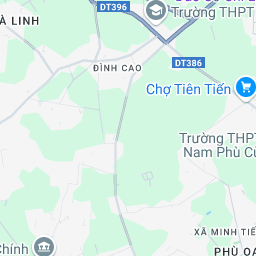 DT396
Trường THPT
À LINH
DT386
ĐÌNH CAO
Chợ Tiên Tiến
Trường THPT
Nam Phù Cừ
XÃ MINH TIẾ
Chính
PHÙ OA